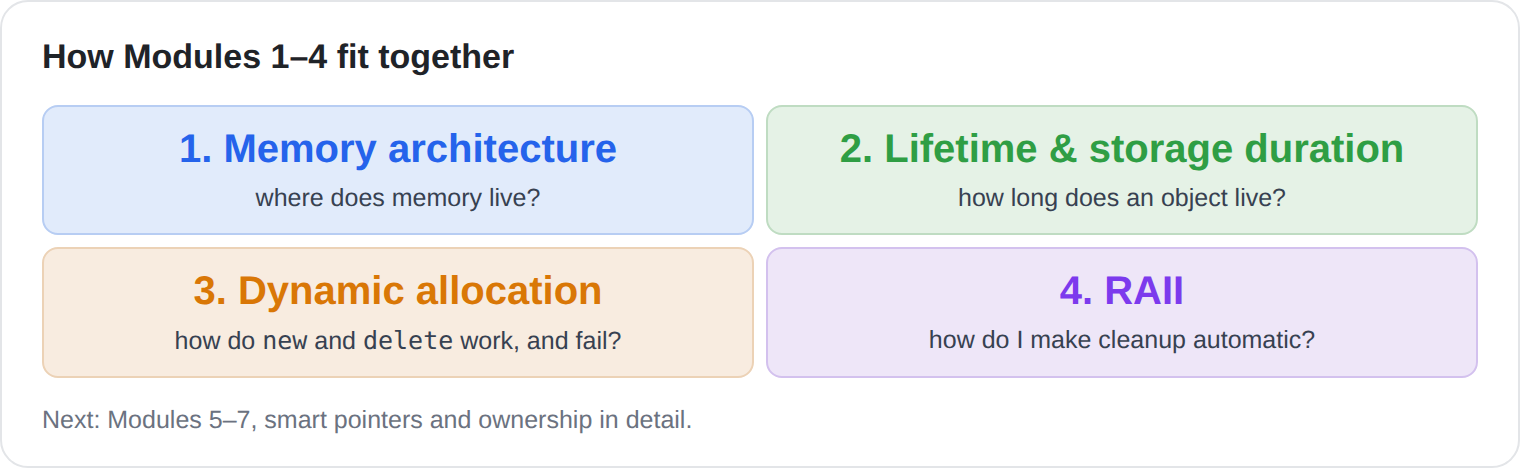 How Modules 1–4 fit together
1. Memory architecture
where does memory live?
2. Lifetime & storage duration
how long does an object live?
3. Dynamic allocation
how do new and delete work, and fail?
4. RAII
how do I make cleanup automatic?
Next: Modules 5–7, smart pointers and ownership in detail.